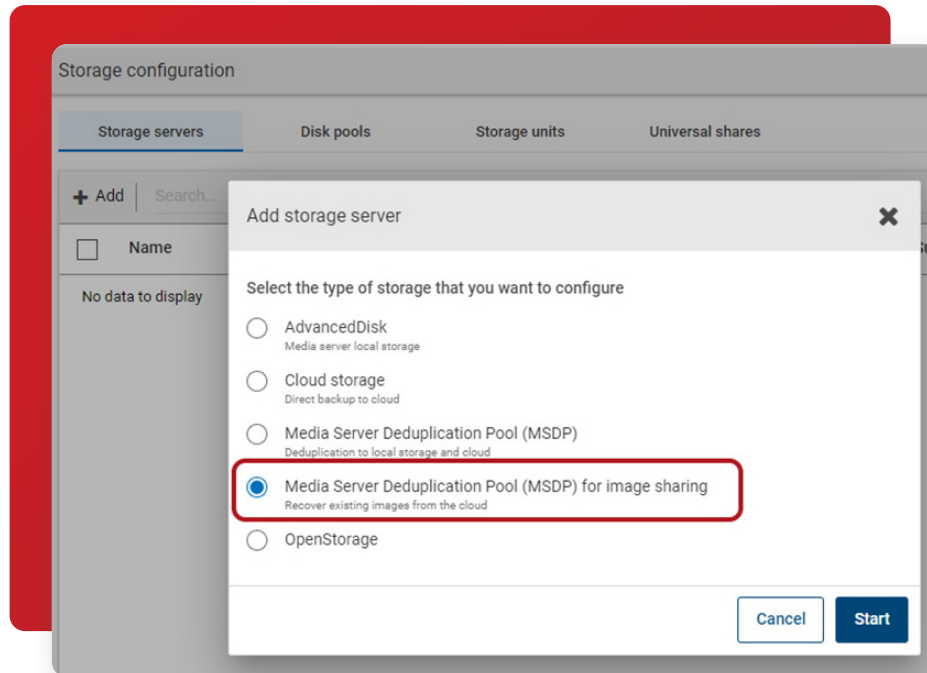 Storage configuration
Storage servers Disk pools Storage units Universal shares
Add Search...
Name
No data to display
Add storage server
Select the type of storage that you want to configure
AdvancedDisk
Media server local storage
Cloud storage
Direct backup to cloud
Media Server Deduplication Pool (MSDP)
Deduplication to local storage and cloud
Media Server Deduplication Pool (MSDP) for image sharing
Recover existing images from the cloud
OpenStorage
Cancel Start